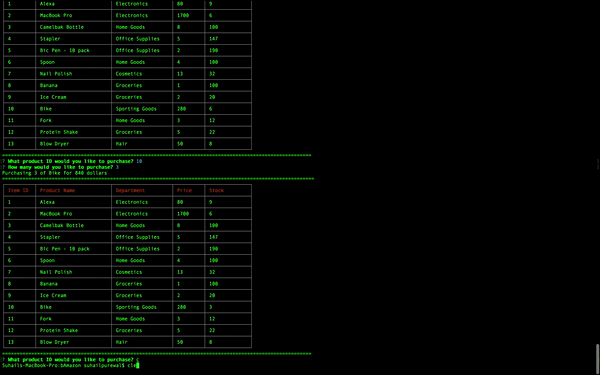 1 Alexa Electronics 80 9
2 MacBook Pro Electronics 1700 6
3 Camelbak Bottle Home Goods 8 100
4 Stapler Office Supplies 5 147
5 Bic Pen - 10 pack Office Supplies 2 190
6 Spoon Home Goods 4 100
7 Nail Polish Cosmetics 13 32
8 Banana Groceries 1 100
9 Ice Cream Groceries 2 20
10 Bike Sporting Goods 280 6
11 Fork Home Goods 3 12
12 Protein Shake Groceries 5 22
13 Blow Dryer Hair 50 8
? What product ID would you like to purchase? 10
? How many would you like to purchase? 3
Purchasing 3 of Bike for 840 dollars
Item ID Product Name Department Price Stock
1 Alexa Electronics 80 9
2 MacBook Pro Electronics 1700 6
3 Camelbak Bottle Home Goods 8 100
4 Stapler Office Supplies 5 147
5 Bic Pen - 10 pack Office Supplies 2 190
6 Spoon Home Goods 4 100
7 Nail Polish Cosmetics 13 32
8 Banana Groceries 1 100
9 Ice Cream Groceries 2 20
10 Bike Sporting Goods 280 3
11 Fork Home Goods 3 12
12 Protein Shake Groceries 5 22
13 Blow Dryer Hair 50 8
? What product ID would you like to purchase? c
Suhails-MacBook-Pro:bAmazon suhailpurewal$ cle